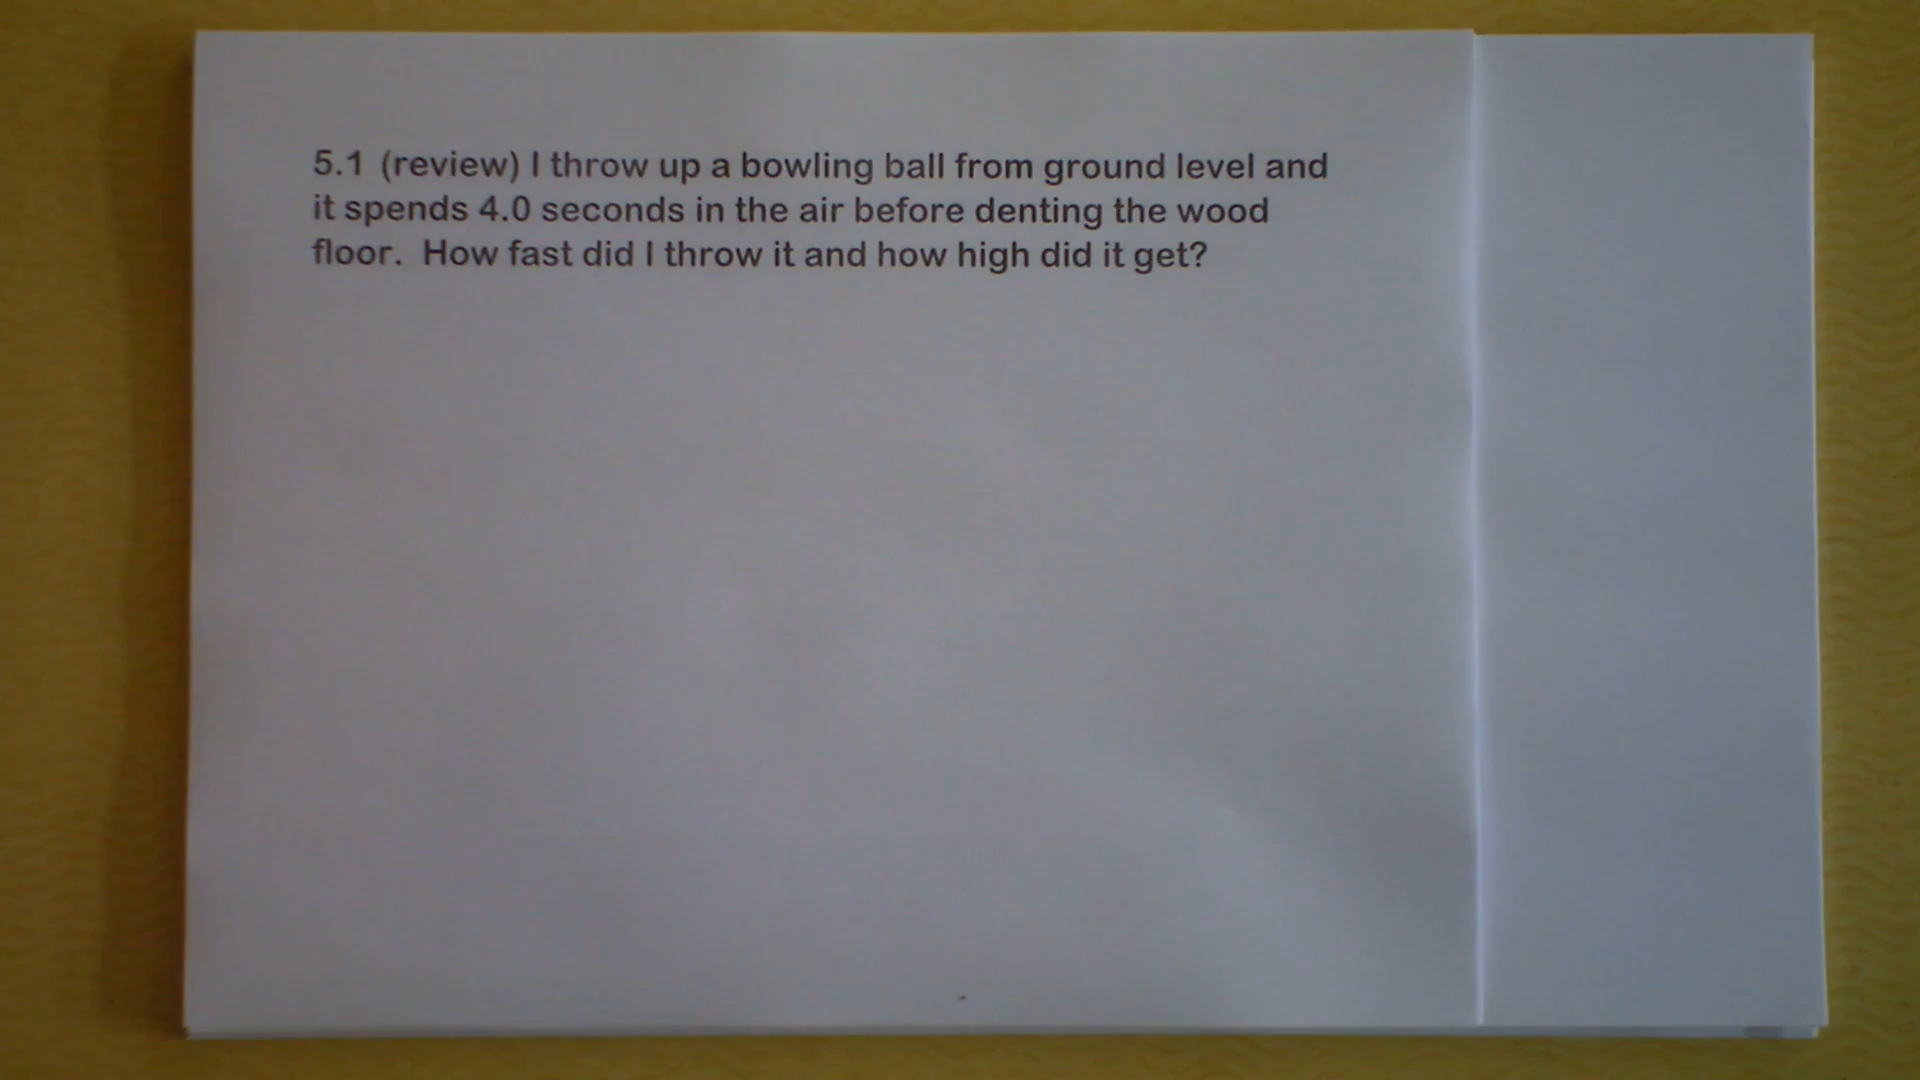 5.1 (review) I throw up a bowling ball from ground level and
it spends 4.0 seconds in the air before denting the wood
floor. How fast did I throw it and how high did it get?